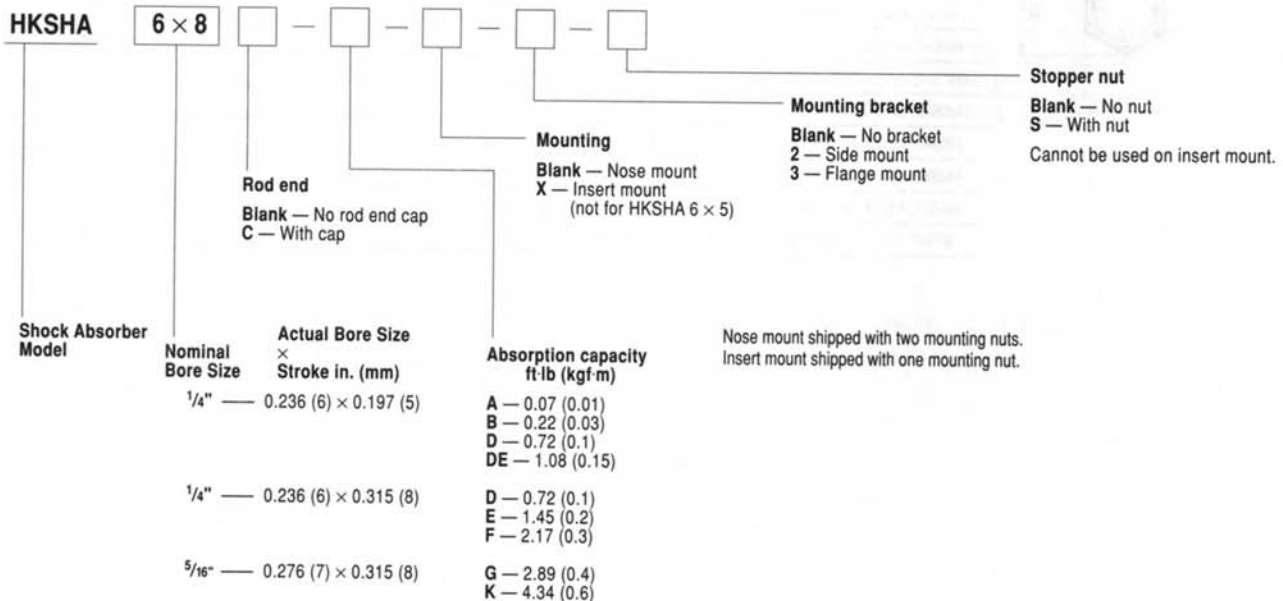 HKSHA 6 × 8 — — — —
Stopper nut
Blank — No nut
S — With nut
Cannot be used on insert mount.
Mounting bracket
Blank — No bracket
2 — Side mount
3 — Flange mount
Mounting
Blank — Nose mount
X — Insert mount
(not for HKSHA 6 × 5)
Rod end
Blank — No rod end cap
C — With cap
Shock Absorber
Model
Nominal
Bore Size
Actual Bore Size
×
Stroke in. (mm)
1/4" — 0.236 (6) × 0.197 (5)
1/4" — 0.236 (6) × 0.315 (8)
5/16" — 0.276 (7) × 0.315 (8)
Absorption capacity
ft·lb (kgf·m)
A — 0.07 (0.01)
B — 0.22 (0.03)
D — 0.72 (0.1)
DE — 1.08 (0.15)
D — 0.72 (0.1)
E — 1.45 (0.2)
F — 2.17 (0.3)
G — 2.89 (0.4)
K — 4.34 (0.6)
Nose mount shipped with two mounting nuts.
Insert mount shipped with one mounting nut.